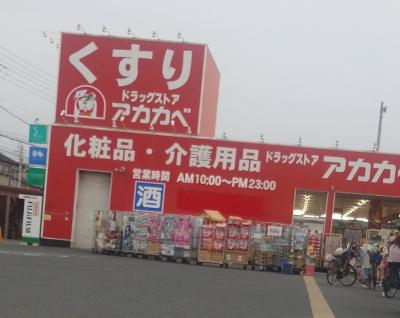 くすり
ドラッグストア
アカカベ
化粧品・介護用品 ドラッグストア アカカベ
営業時間 AM10:00~PM23:00
酒
FUJIFILM